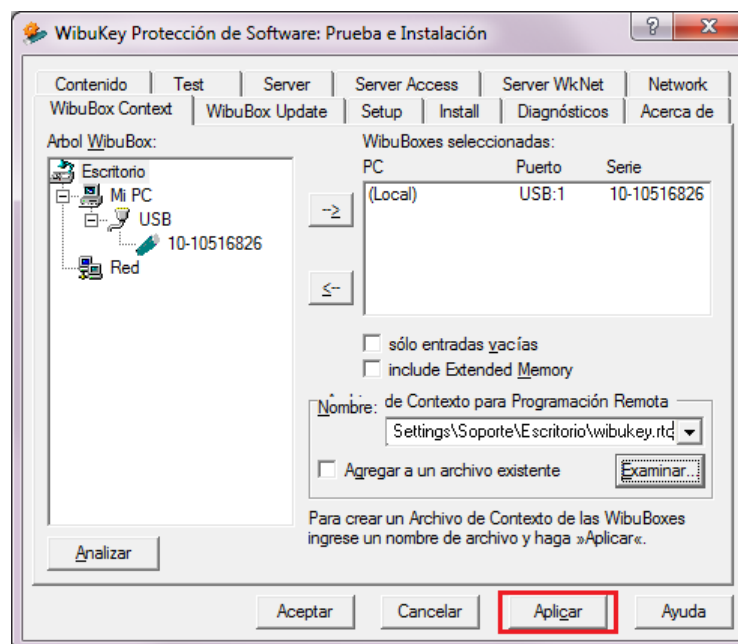 WibuKey Protección de Software: Prueba e Instalación
Contenido Test Server Server Access Server WkNet Network
WibuBox Context WibuBox Update Setup Install Diagnósticos Acerca de
Arbol WibuBox:
Escritorio
Mi PC
USB
10-10516826
Red
Analizar
WibuBoxes seleccionadas:
PC Puerto Serie
(Local) USB:1 10-10516826
-->
<--
sólo entradas vacías
include Extended Memory
Nombre: de Contexto para Programación Remota
Settings\Soporte\Escritorio\wibukey.rtc
Agregar a un archivo existente
Examinar...
Para crear un Archivo de Contexto de las WibuBoxes
ingrese un nombre de archivo y haga »Aplicar«.
Aceptar Cancelar Aplicar Ayuda